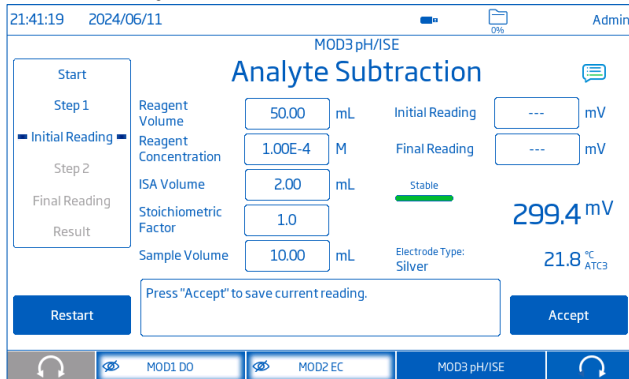 21:41:19 2024/06/11 0% Admin
MOD3 pH/ISE
Analyte Subtraction
Start
Step 1
Initial Reading
Step 2
Final Reading
Result
Reagent Volume 50.00 mL
Reagent Concentration 1.00E-4 M
ISA Volume 2.00 mL
Stoichiometric Factor 1.0
Sample Volume 10.00 mL
Initial Reading --- mV
Final Reading --- mV
Stable
299.4 mV
Electrode Type:
Silver
21.8 °C
ATC3
Press "Accept" to save current reading.
Restart
Accept
MOD1 DO MOD2 EC MOD3 pH/ISE